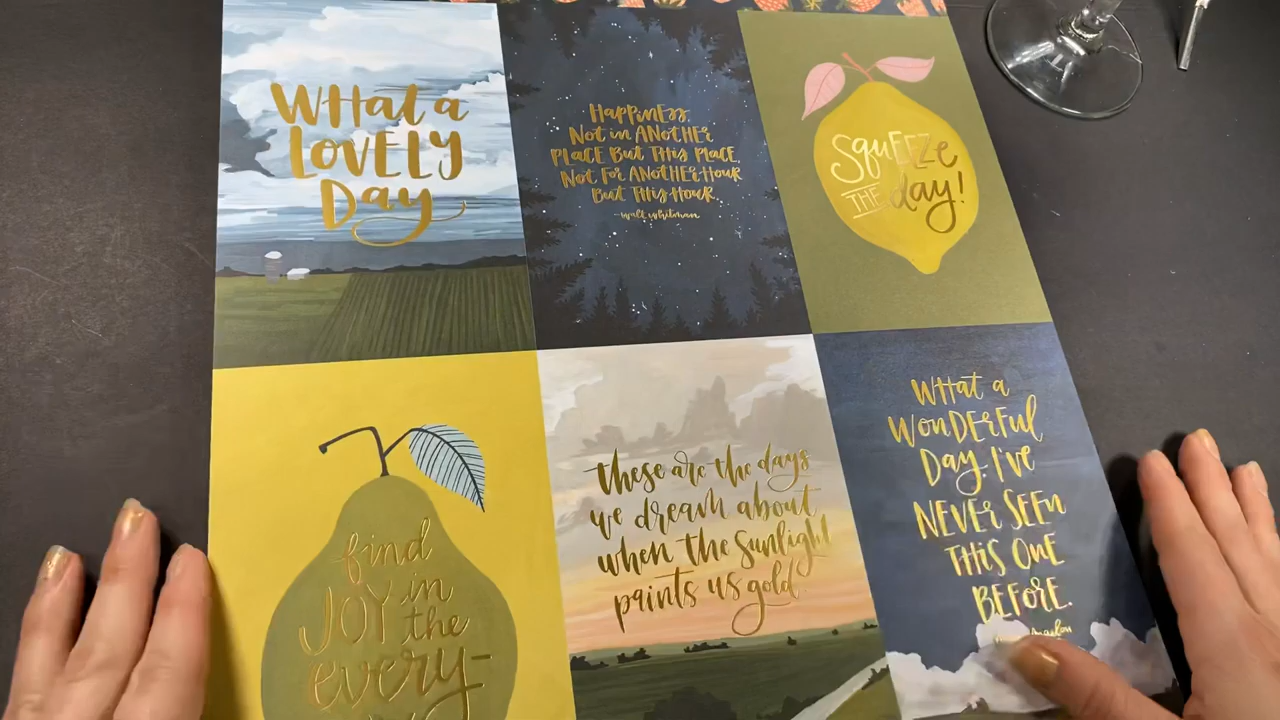 WHat a
LOVELY
Day
HaPPiNESS,
Not in ANOtHER
PLACE But THis PLACE,
Not FoR ANOtHER HouR
But THis HouR
-walt whitman
SquEEZe
THE day!
find
JOY in
the
every-
these are the days
we dream about
when the sunlight
paints us gold
WHat a
WonDERFul
Day. I've
NEVER SEEN
THiS ONE
BEFORE.